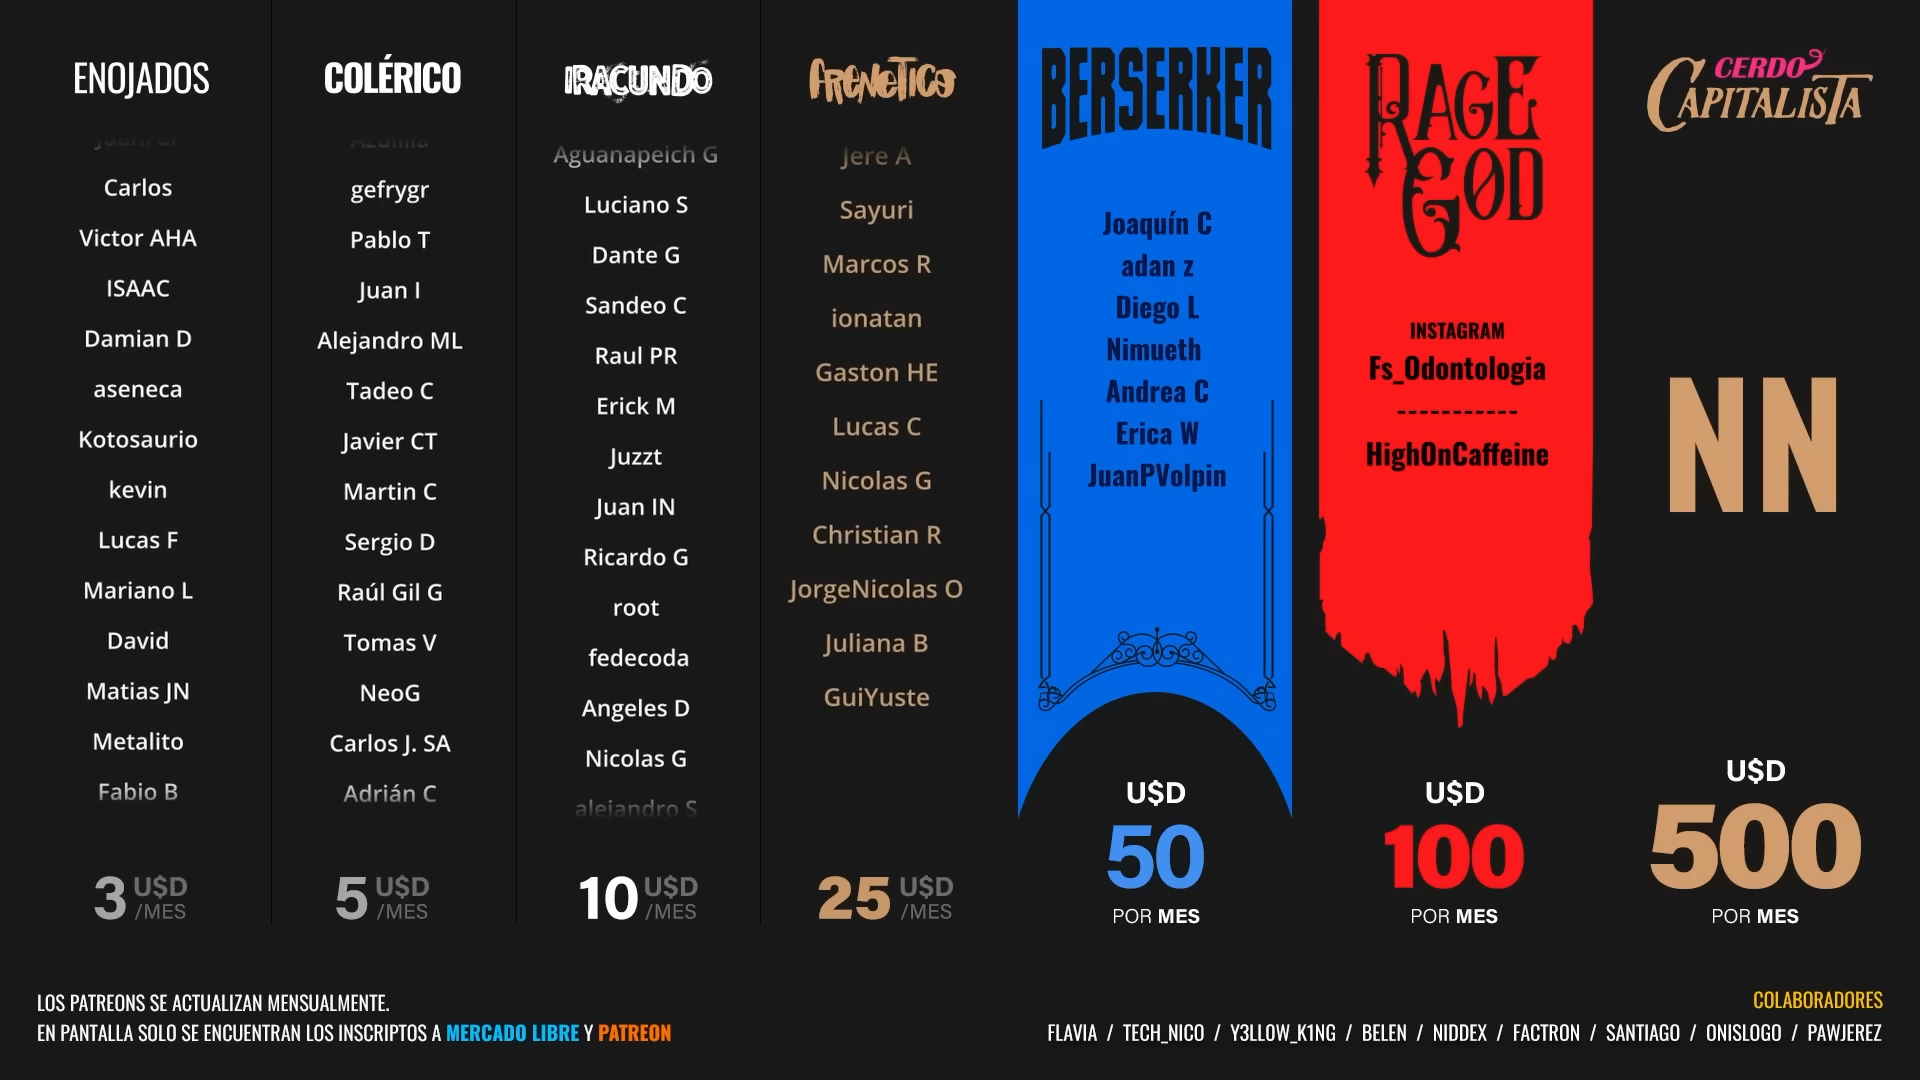 ENOJADOS
Carlos
Victor AHA
ISAAC
Damian D
aseneca
Kotosaurio
kevin
Lucas F
Mariano L
David
Matias JN
Metalito
Fabio B
3 U$D
/MES
COLÉRICO
gefrygr
Pablo T
Juan I
Alejandro ML
Tadeo C
Javier CT
Martin C
Sergio D
Raúl Gil G
Tomas V
NeoG
Carlos J. SA
Adrián C
5 U$D
/MES
IRACUNDO
Aguanapeich G
Luciano S
Dante G
Sandeo C
Raul PR
Erick M
Juzzt
Juan IN
Ricardo G
root
fedecoda
Angeles D
Nicolas G
alejandro S
10 U$D
/MES
FRENETICO
Jere A
Sayuri
Marcos R
ionatan
Gaston HE
Lucas C
Nicolas G
Christian R
JorgeNicolas O
Juliana B
GuiYuste
25 U$D
/MES
BERSERKER
Joaquín C
adan z
Diego L
Nimueth
Andrea C
Erica W
JuanPVolpin
U$D
50
POR MES
RAGE
GOD
INSTAGRAM
Fs_Odontologia
-----------
HighOnCaffeine
U$D
100
POR MES
CERDO
CAPITALISTA
NN
U$D
500
POR MES
LOS PATREONS SE ACTUALIZAN MENSUALMENTE.
EN PANTALLA SOLO SE ENCUENTRAN LOS INSCRIPTOS A MERCADO LIBRE Y PATREON
COLABORADORES
FLAVIA / TECH_NICO / Y3LLOW_K1NG / BELEN / NIDDEX / FACTRON / SANTIAGO / ONISLOGO / PAWJEREZ